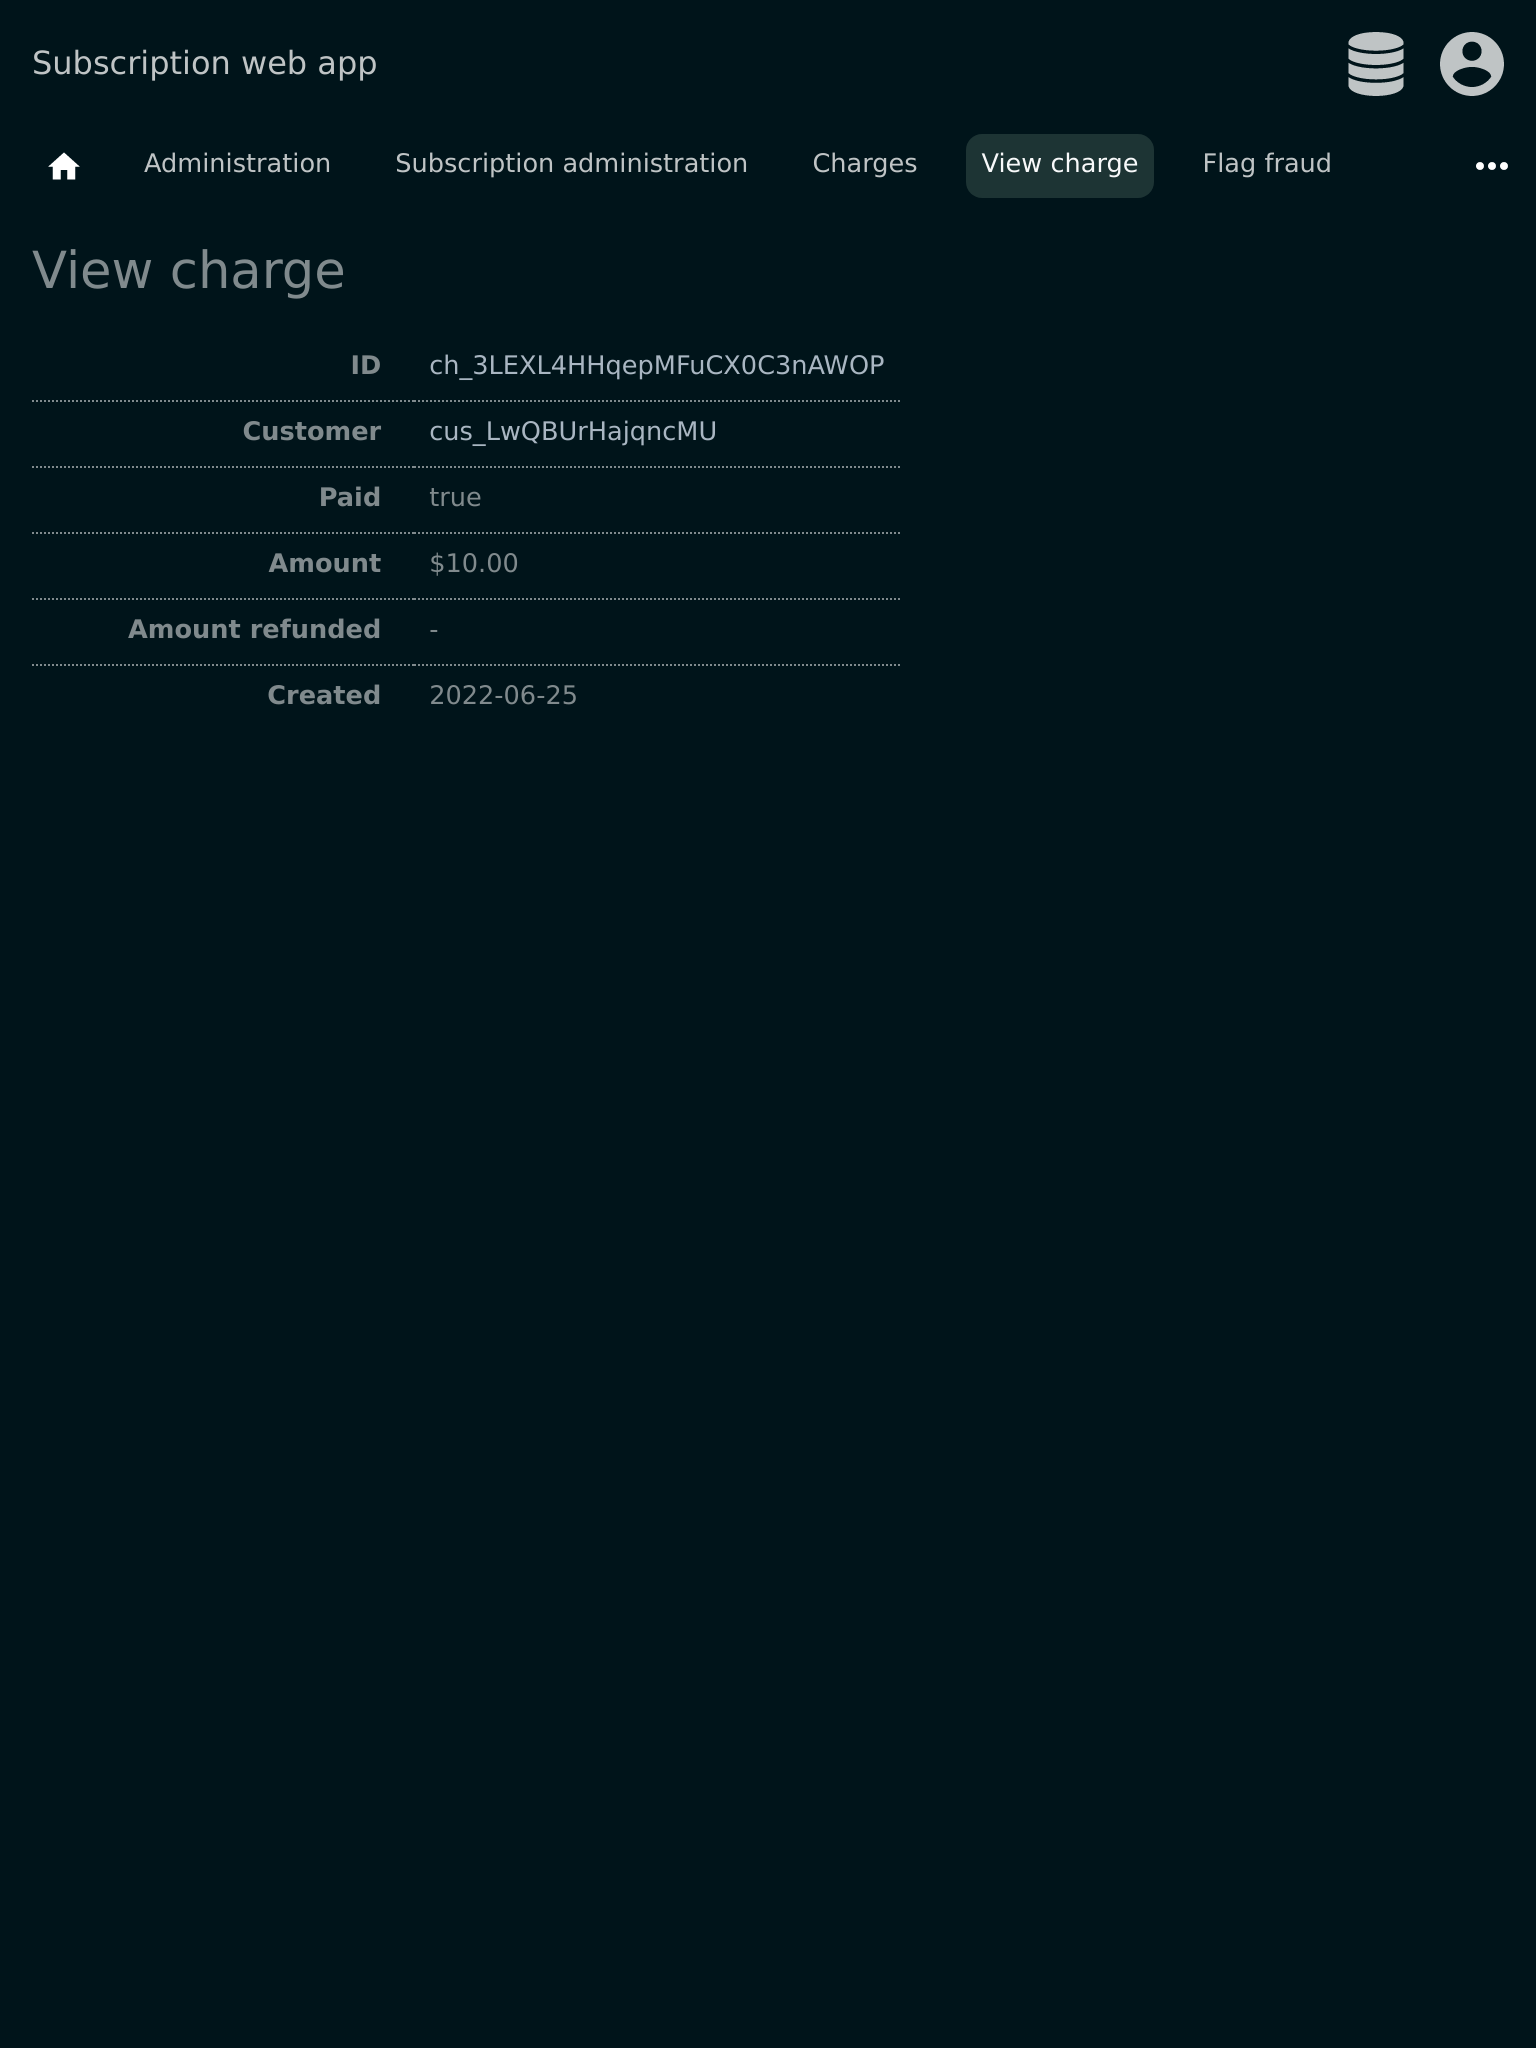 Subscription web app
Administration Subscription administration Charges View charge Flag fraud
View charge
ID ch_3LEXL4HHqepMFuCX0C3nAWOP
Customer cus_LwQBUrHajqncMU
Paid true
Amount $10.00
Amount refunded -
Created 2022-06-25